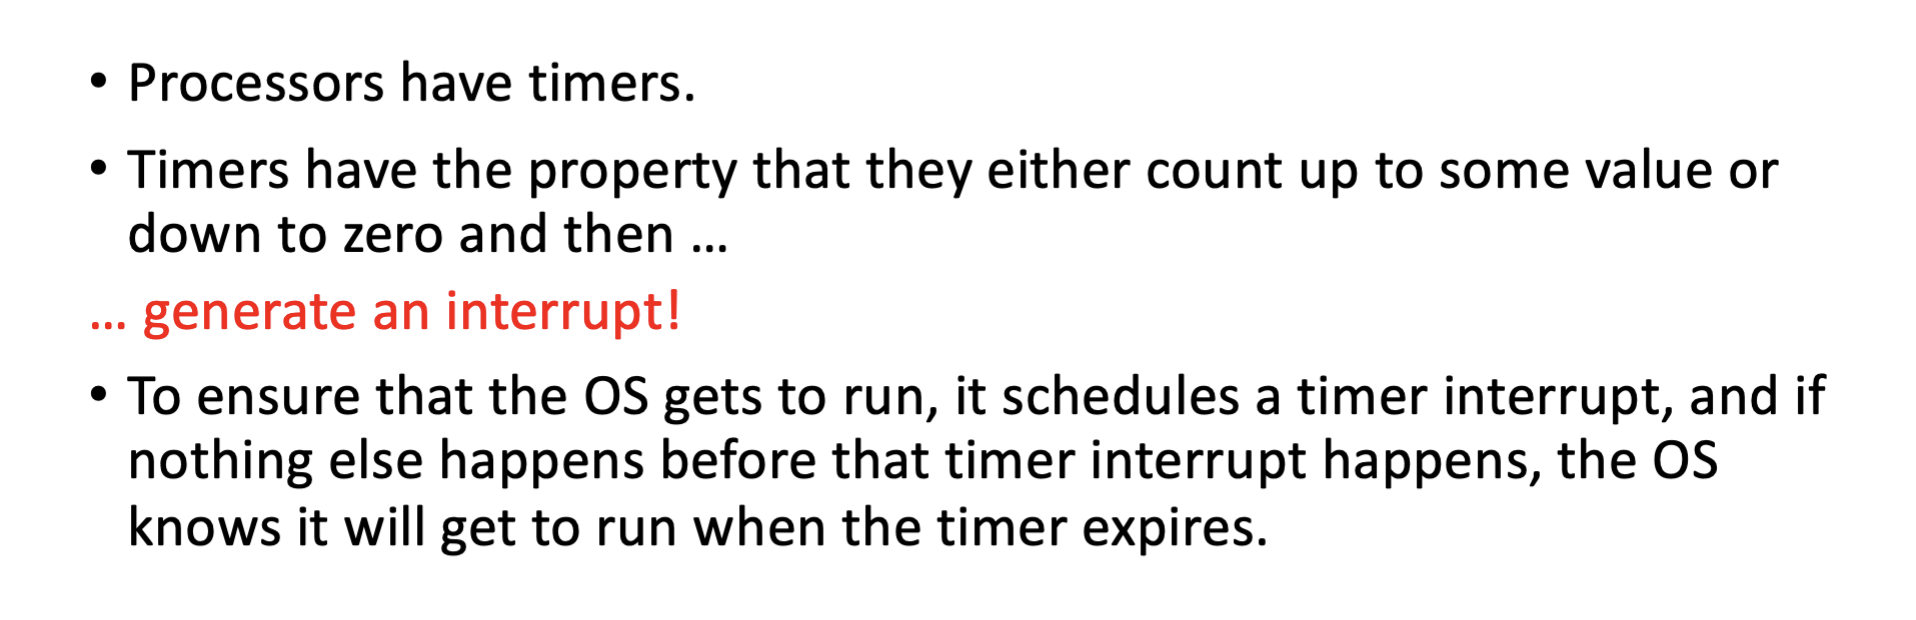 • Processors have timers.
• Timers have the property that they either count up to some value or
down to zero and then …
… generate an interrupt!
• To ensure that the OS gets to run, it schedules a timer interrupt, and if
nothing else happens before that timer interrupt happens, the OS
knows it will get to run when the timer expires.